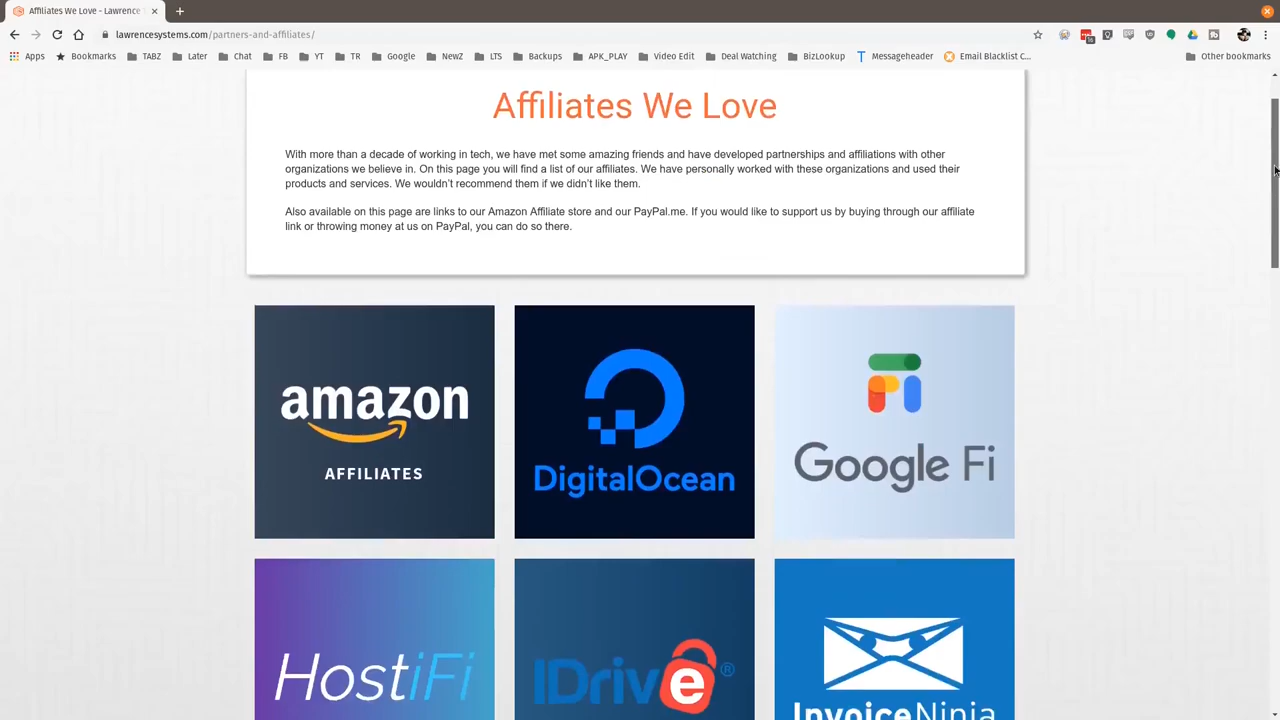 Affiliates We Love - Lawrence
lawrencesystems.com/partners-and-affiliates/
Apps Bookmarks TABZ Later Chat FB YT TR Google NewZ LTS Backups APK_PLAY Video Edit Deal Watching BizLookup Messageheader Email Blacklist C... Other bookmarks
Affiliates We Love
With more than a decade of working in tech, we have met some amazing friends and have developed partnerships and affiliations with other
organizations we believe in. On this page you will find a list of our affiliates. We have personally worked with these organizations and used their
products and services. We wouldn't recommend them if we didn't like them.
Also available on this page are links to our Amazon Affiliate store and our PayPal.me. If you would like to support us by buying through our affiliate
link or throwing money at us on PayPal, you can do so there.
amazon
AFFILIATES
DigitalOcean
Google Fi
HostiFi
IDrive®
InvoiceNinja